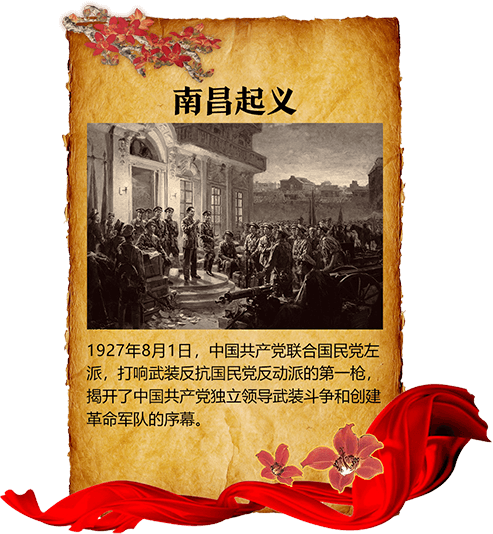 南昌起义
1927年8月1日，中国共产党联合国民党左
派，打响武装反抗国民党反动派的第一枪，
揭开了中国共产党独立领导武装斗争和创建
革命军队的序幕。